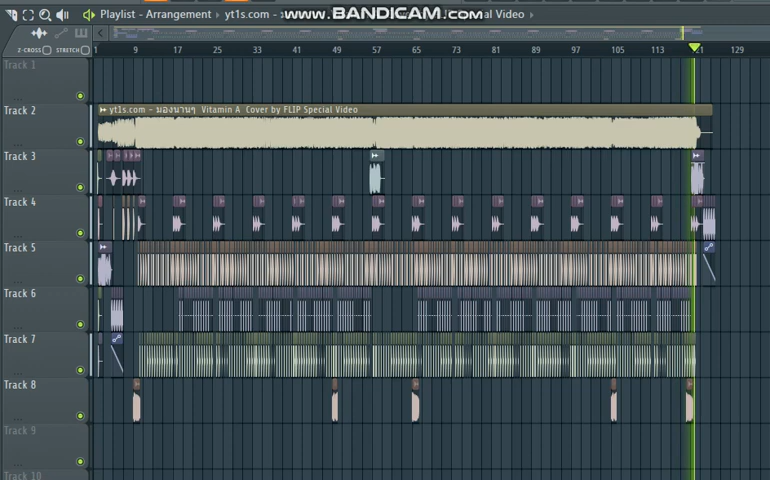 Playlist - Arrangement › yt1s.com -
www.BANDICAM.com
al Video ›
Z-CROSS STRETCH
1 9 17 25 33 41 49 57 65 73 81 89 97 105 113 121 129
Track 1
Track 2
yt1s.com - มองนานๆ Vitamin A Cover by FLIP Special Video
Track 3
Track 4
Track 5
Track 6
Track 7
Track 8
Track 9
Track 10